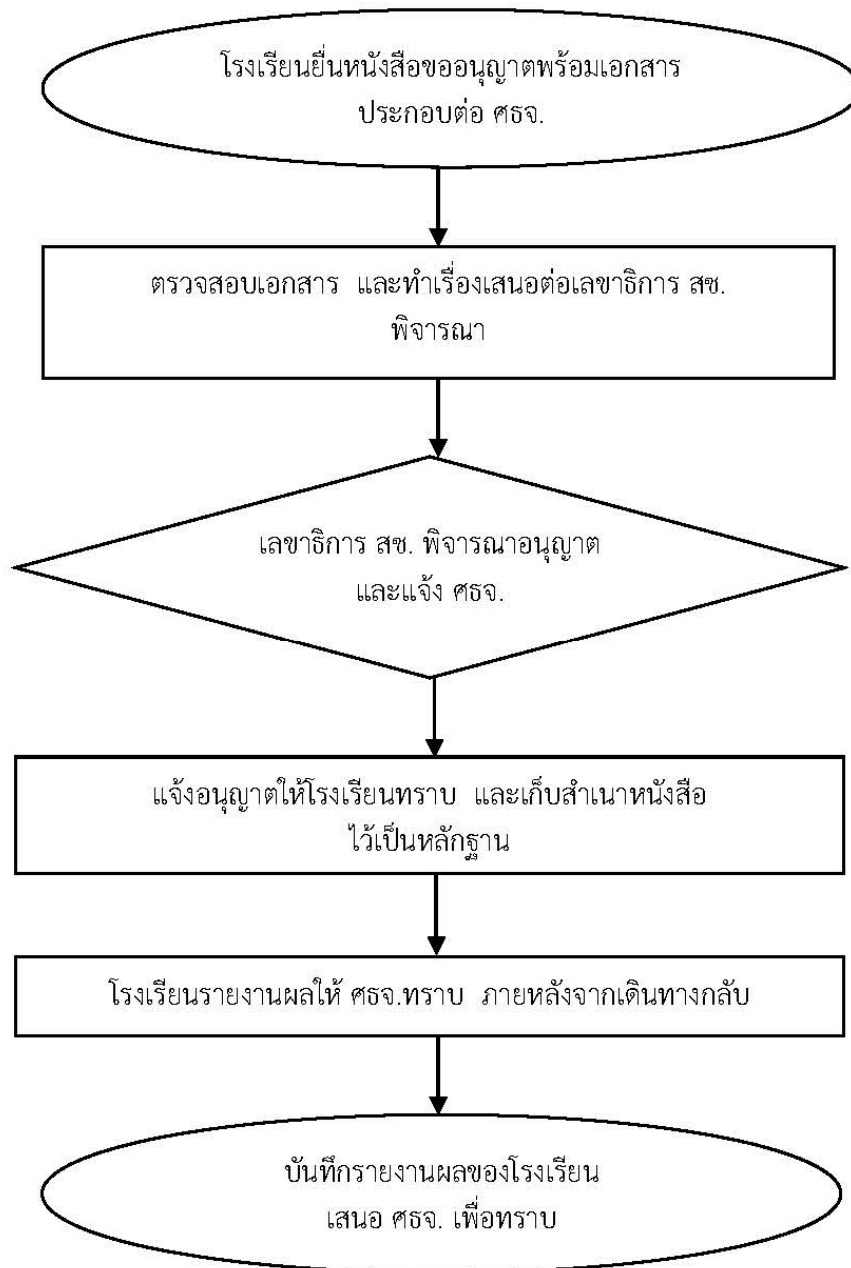 โรงเรียนยื่นหนังสือขออนุญาตพร้อมเอกสาร
ประกอบต่อ ศธจ.
ตรวจสอบเอกสาร และทำเรื่องเสนอต่อเลขาธิการ สช.
พิจารณา
เลขาธิการ สช. พิจารณาอนุญาต
และแจ้ง ศธจ.
แจ้งอนุญาตให้โรงเรียนทราบ และเก็บสำเนาหนังสือ
ไว้เป็นหลักฐาน
โรงเรียนรายงานผลให้ ศธจ.ทราบ ภายหลังจากเดินทางกลับ
บันทึกรายงานผลของโรงเรียน
เสนอ ศธจ. เพื่อทราบ